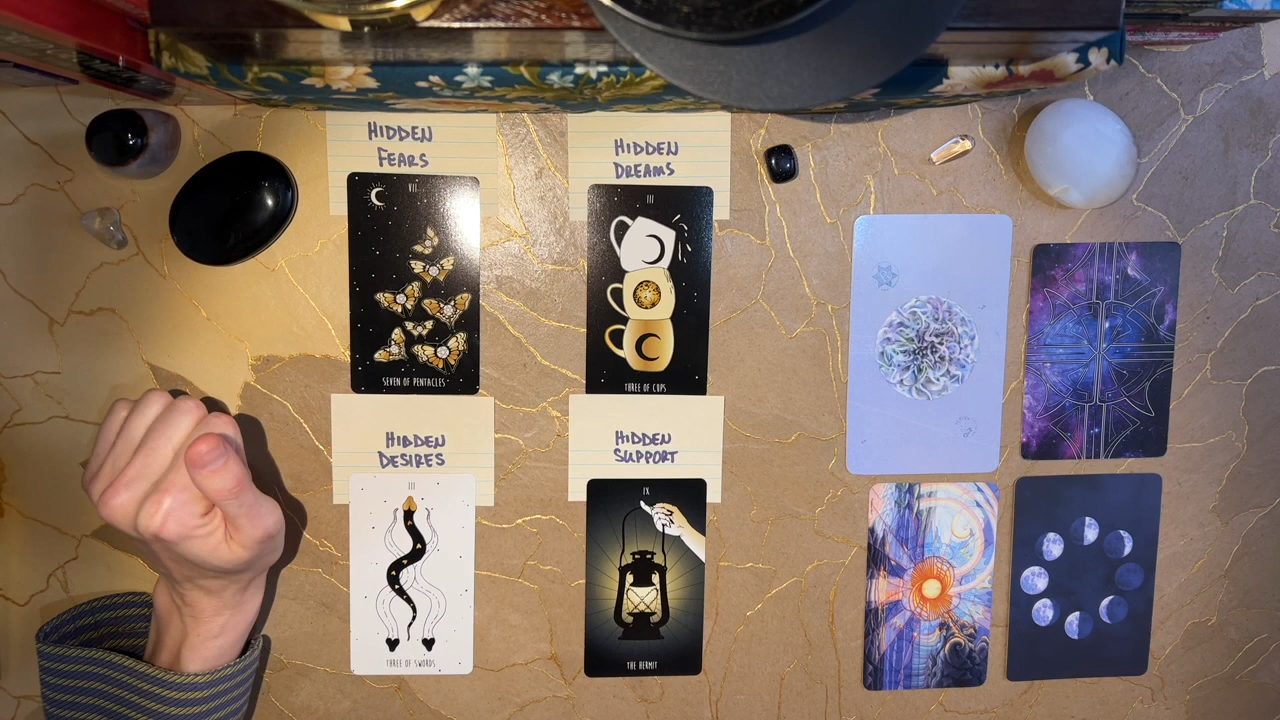 HIDDEN
FEARS
VII
SEVEN OF PENTACLES
HIDDEN
DREAMS
III
THREE OF CUPS
HIDDEN
DESIRES
III
THREE OF SWORDS
HIDDEN
SUPPORT
IX
THE HERMIT